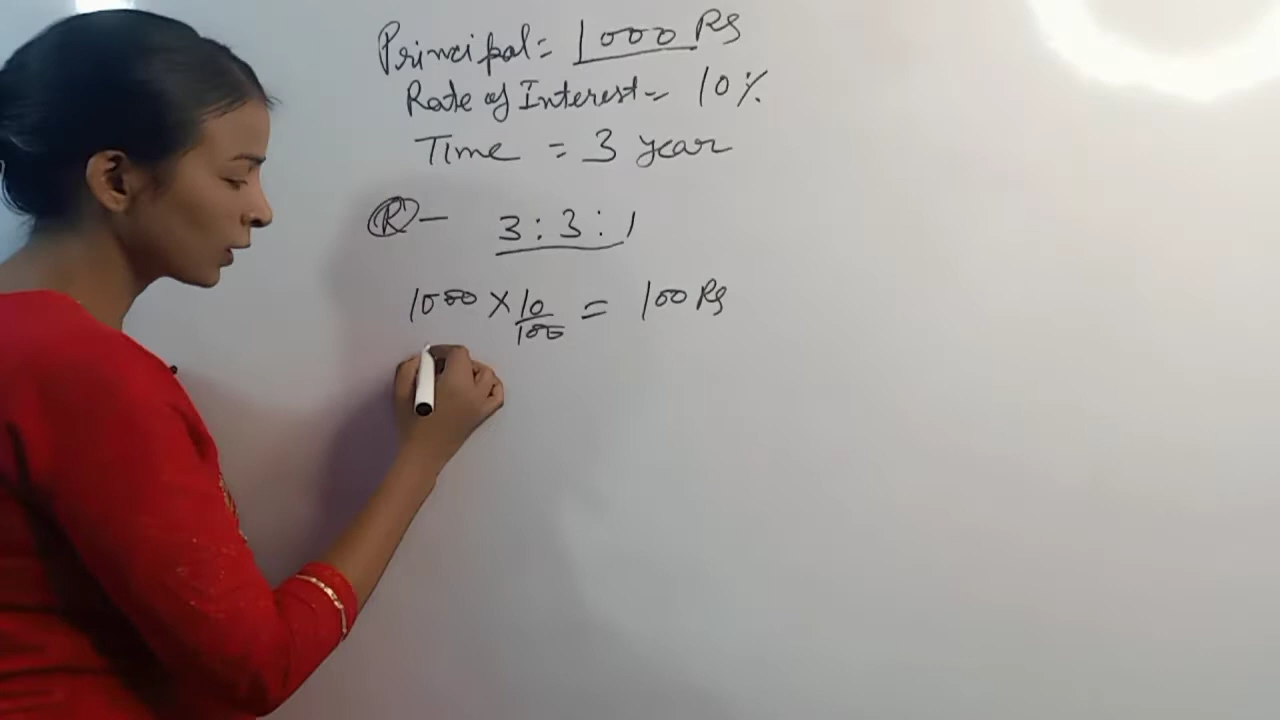 Principal = 1000 Rs
Rate of Interest = 10%
Time = 3 year
R - 3:3:1
1000 × 10/100 = 100 Rs